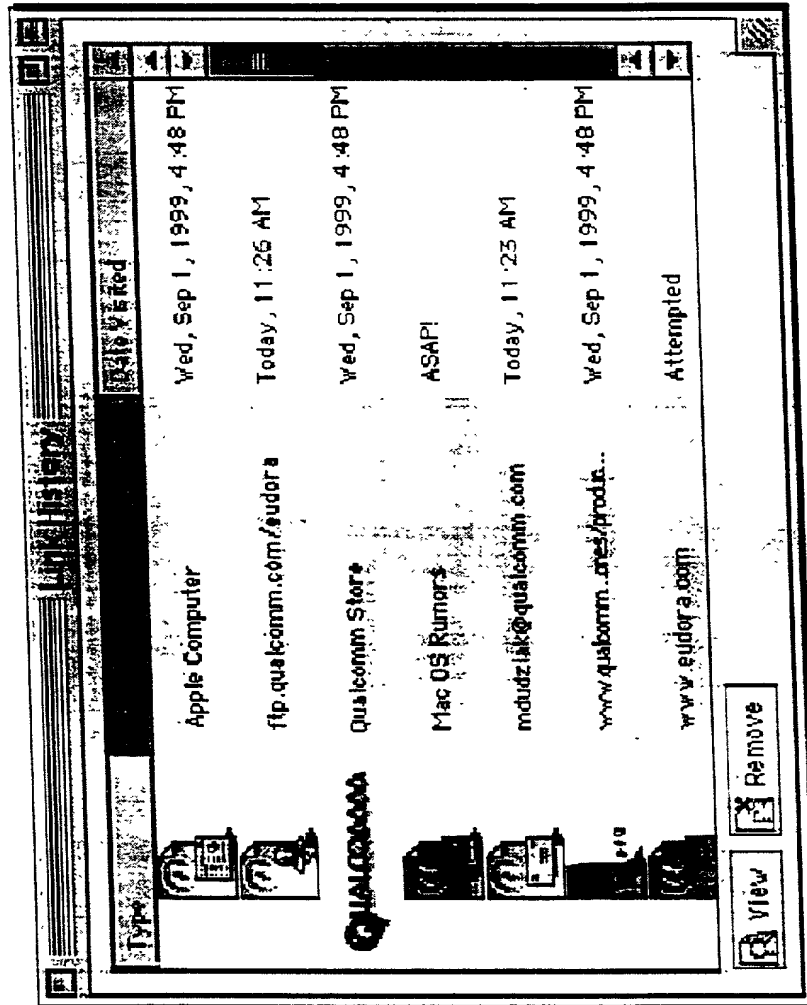 Link History
Type Date Visited
Apple Computer Wed, Sep 1, 1999, 4:48 PM
ftp.qualcomm.com/eudora Today, 11:26 AM
QUALCOMM Qualcomm Store Wed, Sep 1, 1999, 4:48 PM
Mac OS Rumors ASAP!
mdudziak@qualcomm.com Today, 11:23 AM
www.qualcomm...ones/produc... Wed, Sep 1, 1999, 4:48 PM
www.eudora.com Attempted
View Remove